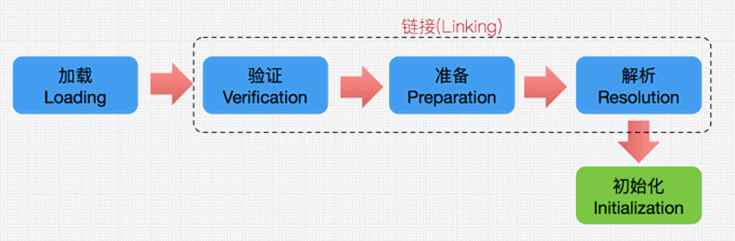 链接(Linking)
加载
Loading
验证
Verification
准备
Preparation
解析
Resolution
初始化
Initialization